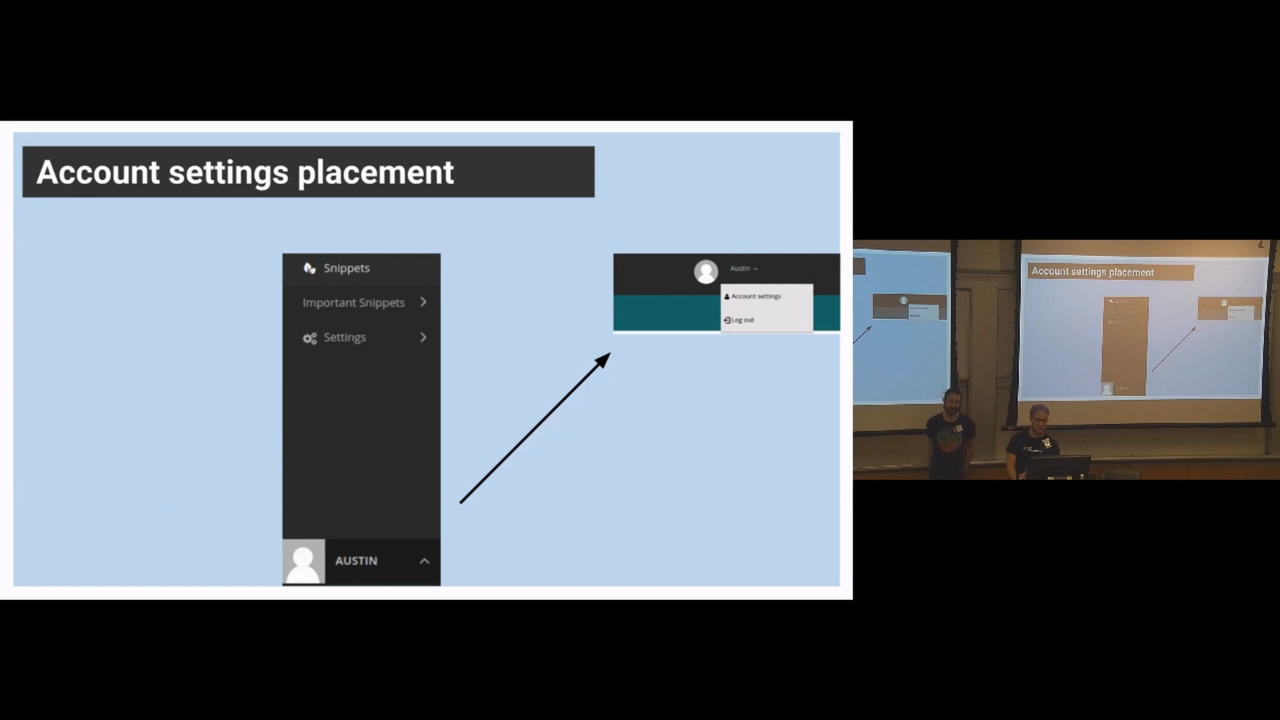 Account settings placement
Snippets
Important Snippets
Settings
AUSTIN
Austin
Account settings
Log out
Account settings placement